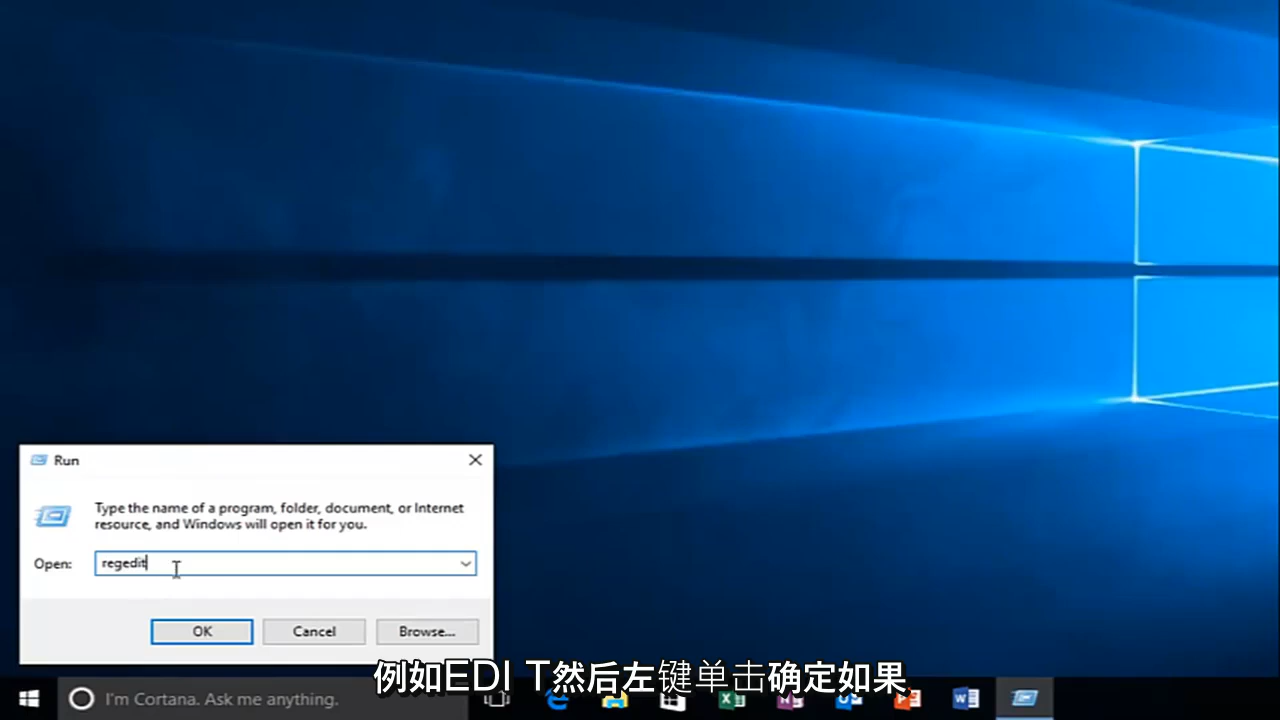 Run
Type the name of a program, folder, document, or Internet
resource, and Windows will open it for you.
Open: regedit
OK Cancel Browse...
例如EDI T然后左键单击确定如果
I'm Cortana. Ask me anything.